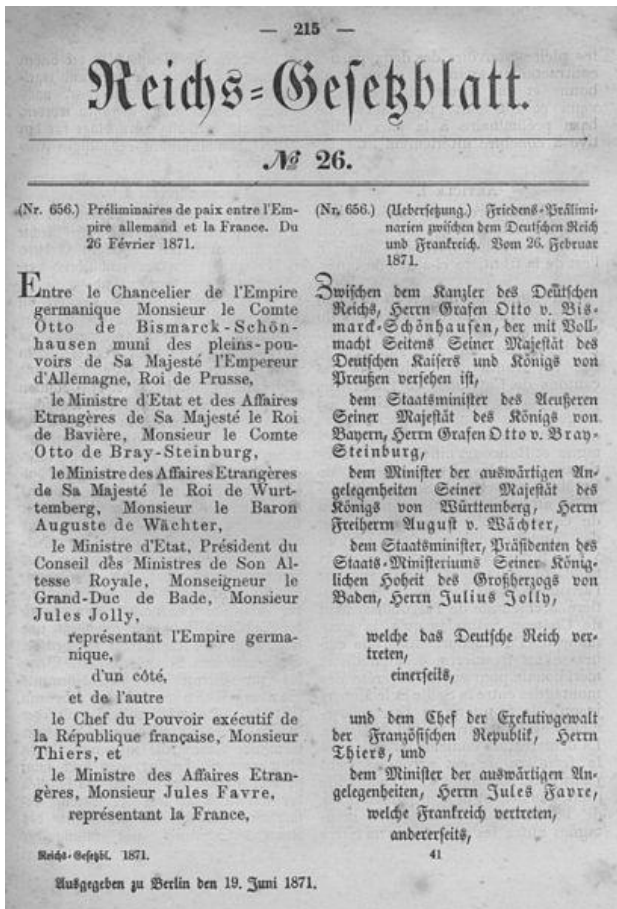 — 215 —
Reichs-Gesetzblatt.
№ 26.
(Nr. 656.) Préliminaires de paix entre l'Em-
pire allemand et la France. Du
26 Février 1871.
Entre le Chancelier de l'Empire
germanique Monsieur le Comte
Otto de Bismarck-Schön-
hausen muni des pleins-pou-
voirs de Sa Majesté l'Empereur
d'Allemagne, Roi de Prusse,
le Ministre d'Etat et des Affaires
Etrangères de Sa Majesté le Roi
de Bavière, Monsieur le Comte
Otto de Bray-Steinburg,
le Ministre des Affaires Etrangères
de Sa Majesté le Roi de Wurt-
temberg, Monsieur le Baron
Auguste de Wächter,
le Ministre d'Etat, Président du
Conseil dès Ministres de Son Al-
tesse Royale, Monseigneur le
Grand-Duc de Bade, Monsieur
Jules Jolly,
représentant l'Empire germa-
nique,
d'un côté,
et de l'autre
le Chef du Pouvoir exécutif de
la République française, Monsieur
Thiers, et
le Ministre des Affaires Etran-
gères, Monsieur Jules Favre,
représentant la France,
(Nr. 656.) (Uebersetzung.) Friedens-Prälimi-
narien zwischen dem Deutschen Reich
und Frankreich. Vom 26. Februar
1871.
Zwischen dem Kanzler des Deutschen
Reichs, Herrn Grafen Otto v. Bis-
marck-Schönhausen, der mit Voll-
macht Seitens Seiner Majestät des
Deutschen Kaisers und Königs von
Preußen versehen ist,
dem Staatsminister des Aeußeren
Seiner Majestät des Königs von
Bayern, Herrn Grafen Otto v. Bray-
Steinburg,
dem Minister der auswärtigen An-
gelegenheiten Seiner Majestät des
Königs von Württemberg, Herrn
Freiherrn August v. Wächter,
dem Staatsminister, Präsidenten des
Staats-Ministeriums Seiner König-
lichen Hoheit des Großherzogs von
Baden, Herrn Julius Jolly,
welche das Deutsche Reich ver-
treten,
einerseits,
und dem Chef der Exekutivgewalt
der Französischen Republik, Herrn
Thiers, und
dem Minister der auswärtigen An-
gelegenheiten, Herrn Jules Favre,
welche Frankreich vertreten,
andererseits,
Reichs-Gesetzbl. 1871.
41
Ausgegeben zu Berlin den 19. Juni 1871.